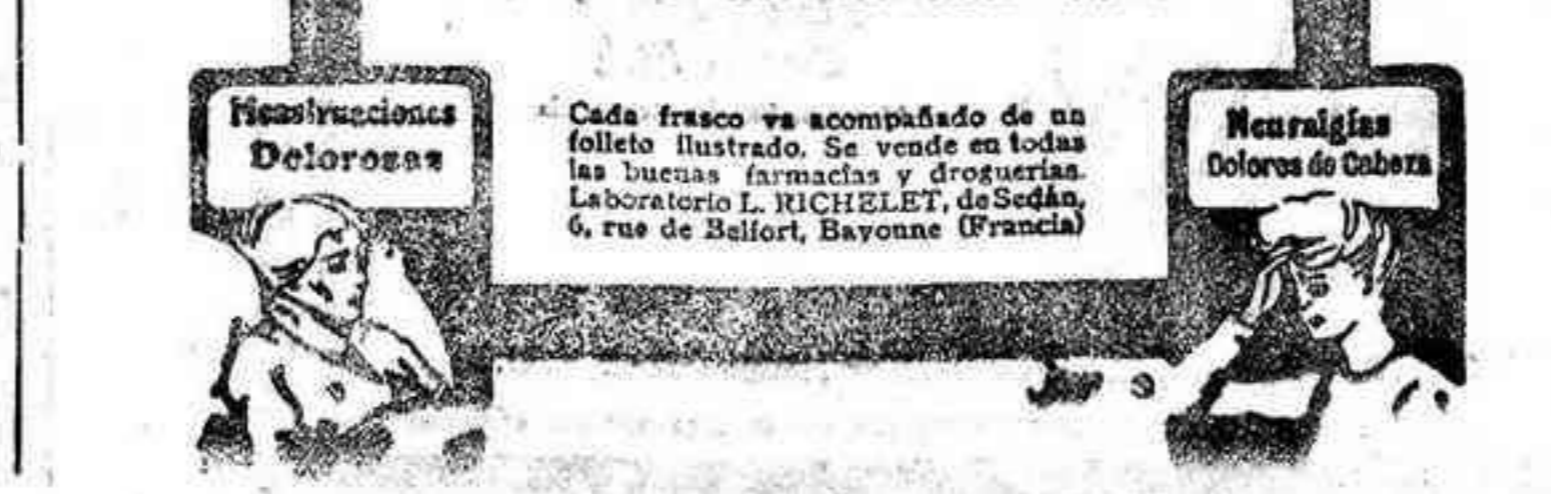 Menstruaciones
Dolorosas
Cada frasco va acompañado de un
folleto ilustrado. Se vende en todas
las buenas farmacias y droguerías.
Laboratorio L. RICHELET, de Sedán,
6, rue de Belfort, Bayonne (Francia)
Neuralgías
Dolores de Cabeza